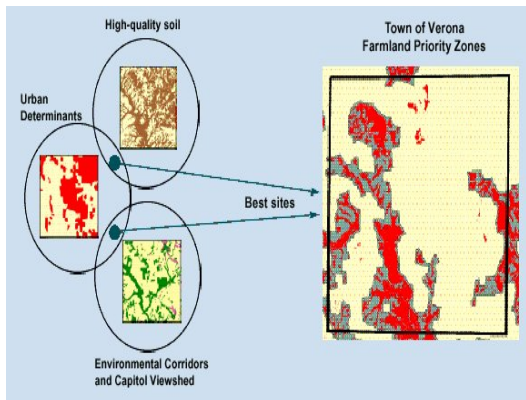 High-quality soil
Town of Verona
Farmland Priority Zones
Urban
Determinants
Best sites
Environmental Corridors
and Capitol Viewshed